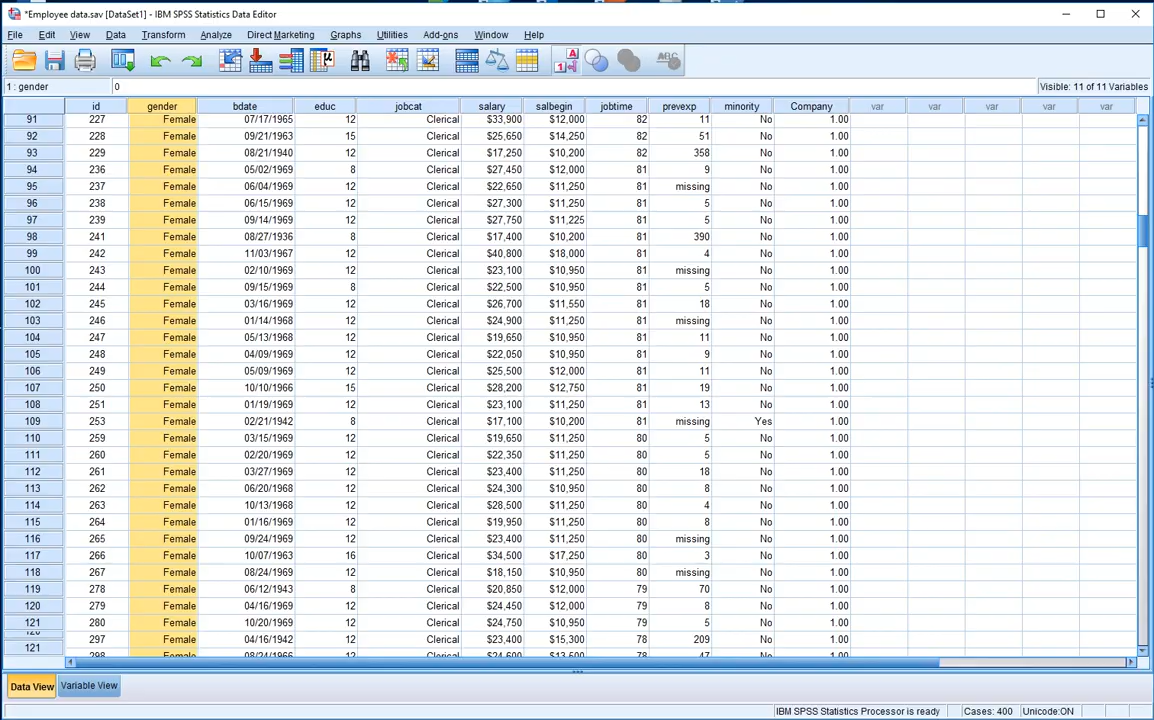 *Employee data.sav [DataSet1] - IBM SPSS Statistics Data Editor
File Edit View Data Transform Analyze Direct Marketing Graphs Utilities Add-ons Window Help
1 : gender 0 Visible: 11 of 11 Variables
id gender bdate educ jobcat salary salbegin jobtime prevexp minority Company var var var var var
91 227 Female 07/17/1965 12 Clerical $33,900 $12,000 82 11 No 1.00
92 228 Female 09/21/1963 15 Clerical $25,650 $14,250 82 51 No 1.00
93 229 Female 08/21/1940 12 Clerical $17,250 $10,200 82 358 No 1.00
94 236 Female 05/02/1969 8 Clerical $27,450 $12,000 81 9 No 1.00
95 237 Female 06/04/1969 12 Clerical $22,650 $11,250 81 missing No 1.00
96 238 Female 06/15/1969 12 Clerical $27,300 $11,250 81 5 No 1.00
97 239 Female 09/14/1969 12 Clerical $27,750 $11,225 81 5 No 1.00
98 241 Female 08/27/1936 8 Clerical $17,400 $10,200 81 390 No 1.00
99 242 Female 11/03/1967 12 Clerical $40,800 $18,000 81 4 No 1.00
100 243 Female 02/10/1969 12 Clerical $23,100 $10,950 81 missing No 1.00
101 244 Female 09/15/1969 8 Clerical $22,500 $10,950 81 5 No 1.00
102 245 Female 03/16/1969 12 Clerical $26,700 $11,550 81 18 No 1.00
103 246 Female 01/14/1968 12 Clerical $24,900 $11,250 81 missing No 1.00
104 247 Female 05/13/1968 12 Clerical $19,650 $10,950 81 11 No 1.00
105 248 Female 04/09/1969 12 Clerical $22,050 $10,950 81 9 No 1.00
106 249 Female 05/09/1969 12 Clerical $25,500 $12,000 81 11 No 1.00
107 250 Female 10/10/1966 15 Clerical $28,200 $12,750 81 19 No 1.00
108 251 Female 01/19/1969 12 Clerical $23,100 $11,250 81 13 No 1.00
109 253 Female 02/21/1942 8 Clerical $17,100 $10,200 81 missing Yes 1.00
110 259 Female 03/15/1969 12 Clerical $19,650 $11,250 80 5 No 1.00
111 260 Female 02/20/1969 12 Clerical $22,350 $11,250 80 5 No 1.00
112 261 Female 03/27/1969 12 Clerical $23,400 $11,250 80 18 No 1.00
113 262 Female 06/20/1968 12 Clerical $24,300 $10,950 80 8 No 1.00
114 263 Female 10/13/1968 12 Clerical $28,500 $11,250 80 4 No 1.00
115 264 Female 01/16/1969 12 Clerical $19,950 $11,250 80 8 No 1.00
116 265 Female 09/24/1969 12 Clerical $23,400 $11,250 80 missing No 1.00
117 266 Female 10/07/1963 16 Clerical $34,500 $17,250 80 3 No 1.00
118 267 Female 08/24/1969 12 Clerical $18,150 $10,950 80 missing No 1.00
119 278 Female 06/12/1943 8 Clerical $20,850 $12,000 79 70 No 1.00
120 279 Female 04/16/1969 12 Clerical $24,450 $12,000 79 8 No 1.00
121 280 Female 10/20/1969 12 Clerical $24,750 $10,950 79 5 No 1.00
297 Female 04/16/1942 12 Clerical $23,400 $15,300 78 209 No 1.00
121 298 Female 08/24/1966 12 Clerical $24,600 $13,500 78 47 No 1.00
Data View Variable View
IBM SPSS Statistics Processor is ready Cases: 400 Unicode:ON